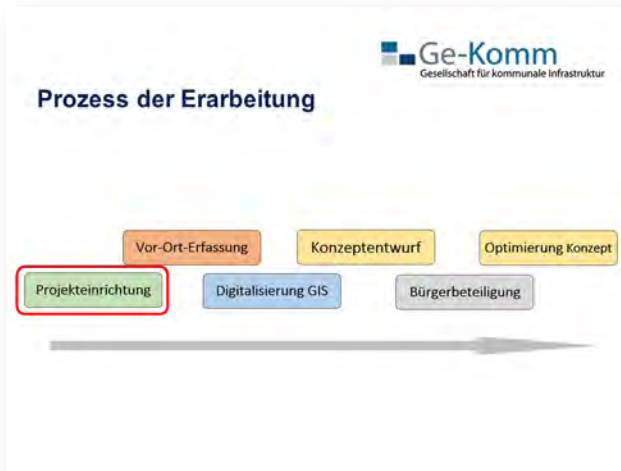 Ge-Komm
Gesellschaft für kommunale Infrastruktur
Prozess der Erarbeitung
Vor-Ort-Erfassung
Konzeptentwurf
Optimierung Konzept
Projekteinrichtung
Digitalisierung GIS
Bürgerbeteiligung